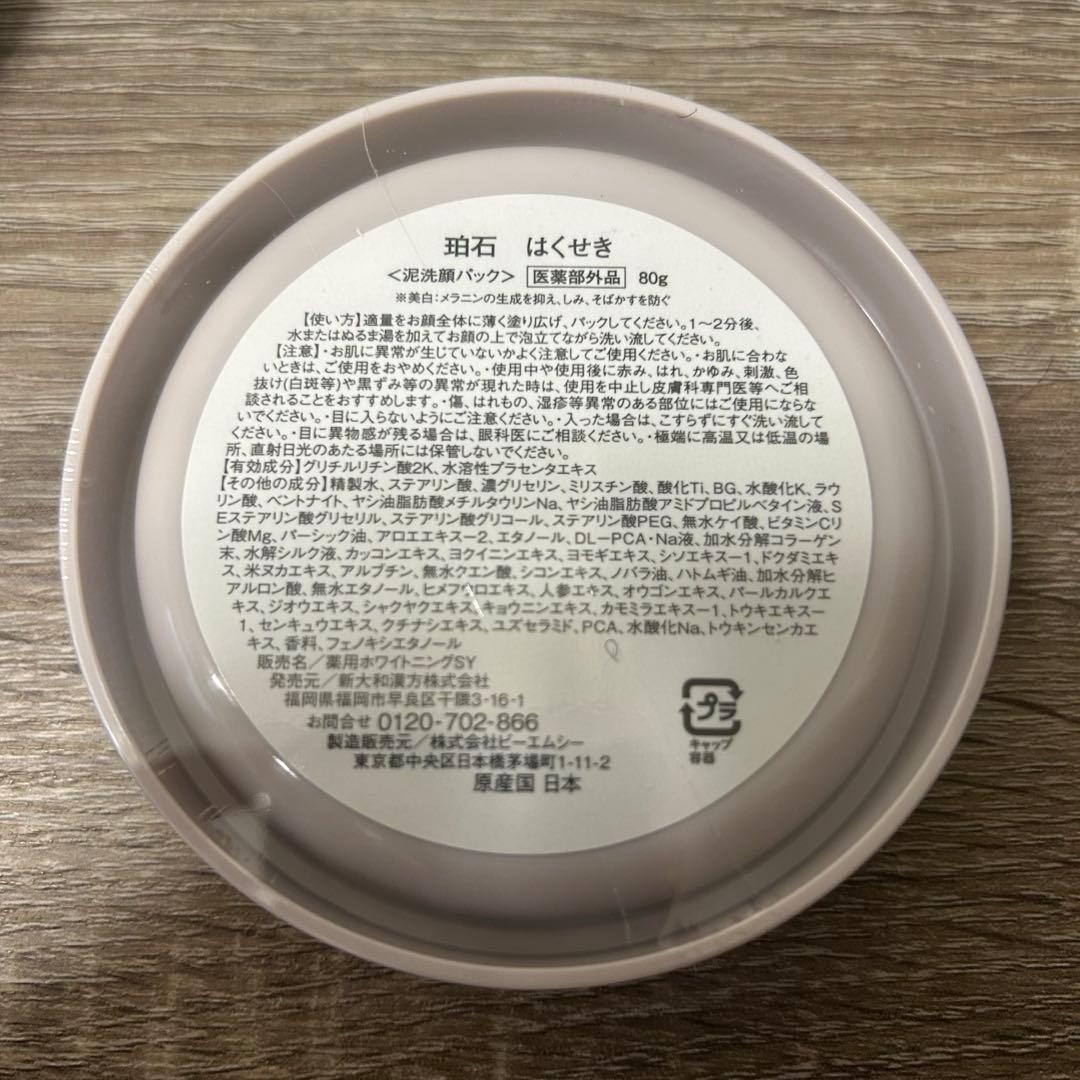 珀石　はくせき
＜泥洗顔パック＞ 医薬部外品 80g
※美白：メラニンの生成を抑え、しみ、そばかすを防ぐ
【使い方】適量をお顔全体に薄く塗り広げ、パックしてください。1～2分後、
水またはぬるま湯を加えてお顔の上で泡立てながら洗い流してください。
【注意】・お肌に異常が生じていないかよく注意してご使用ください。・お肌に合わな
いときは、ご使用をおやめください。・使用中や使用後に赤み、はれ、かゆみ、刺激、色
抜け(白斑等)や黒ずみ等の異常が現れた時は、使用を中止し皮膚科専門医等へご相
談されることをおすすめします。・傷、はれもの、湿疹等異常のある部位にはご使用にならな
いでください。・目に入らないようにご注意ください。・入った場合は、こすらずにすぐ洗い流して
ください。・目に異物感が残る場合は、眼科医にご相談ください。・極端に高温又は低温の場
所、直射日光のあたる場所には保管しないでください。
【有効成分】グリチルリチン酸2K、水溶性プラセンタエキス
【その他の成分】精製水、ステアリン酸、濃グリセリン、ミリスチン酸、酸化Ti、BG、水酸化K、ラウ
リン酸、ベントナイト、ヤシ油脂肪酸メチルタウリンNa、ヤシ油脂肪酸アミドプロピルベタイン液、S
Eステアリン酸グリセリル、ステアリン酸グリコール、ステアリン酸PEG、無水ケイ酸、ビタミンCリ
ン酸Mg、パーシック油、アロエエキス－2、エタノール、DL－PCA・Na液、加水分解コラーゲン
末、水解シルク液、カッコンエキス、ヨクイニンエキス、ヨモギエキス、シソエキス－1、ドクダミエキ
ス、米ヌカエキス、アルブチン、無水クエン酸、シコンエキス、ノバラ油、ハトムギ油、加水分解ヒ
アルロン酸、無水エタノール、ヒメフウロエキス、人参エキス、オウゴンエキス、パールカルクエ
キス、ジオウエキス、シャクヤクエキス、キョウニンエキス、カモミラエキス－1、トウキエキス－
1、センキュウエキス、クチナシエキス、ユズセラミド、PCA、水酸化Na、トウキンセンカエ
キス、香料、フェノキシエタノール
販売名／薬用ホワイトニングSY
発売元／新大和漢方株式会社
福岡県福岡市早良区干隈3-16-1
お問合せ 0120-702-866
製造販売元／株式会社ビーエムシー
東京都中央区日本橋茅場町1-11-2
原産国 日本
プラ
キャップ
容器